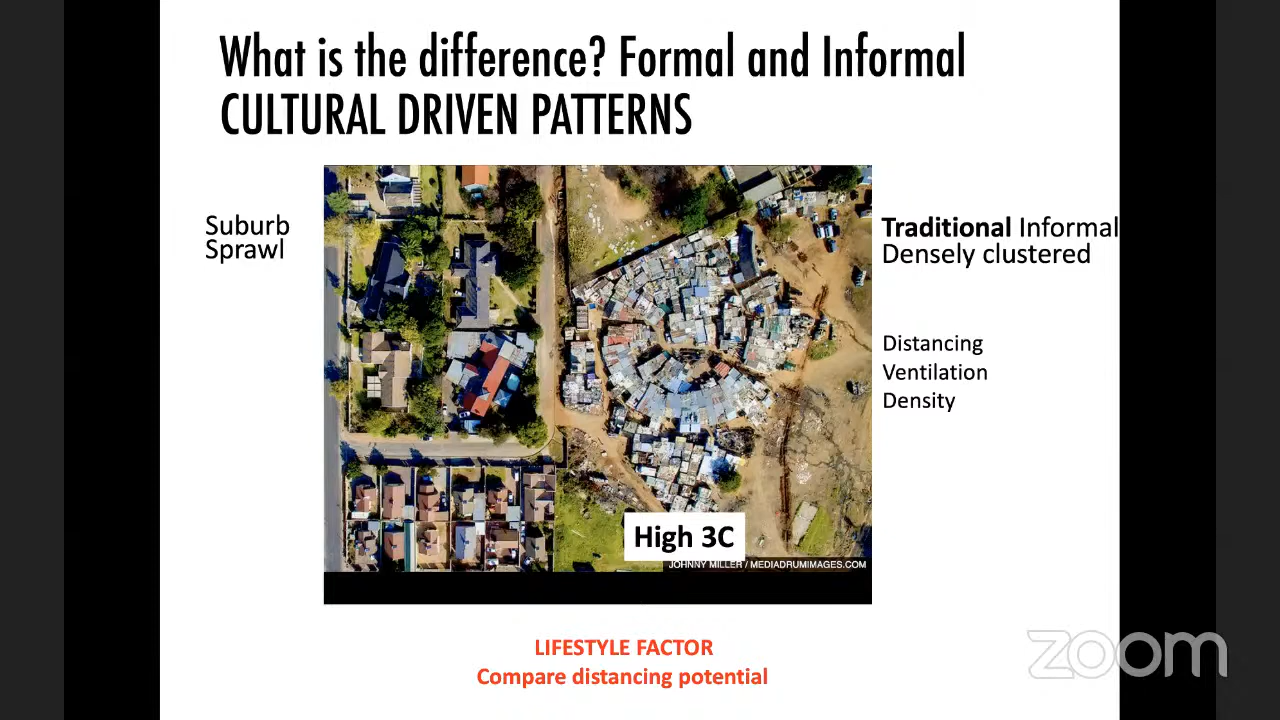 What is the difference? Formal and Informal
CULTURAL DRIVEN PATTERNS
Suburb
Sprawl
Traditional Informal
Densely clustered
Distancing
Ventilation
Density
High 3C
JOHNNY MILLER / MEDIADRUMIMAGES.COM
LIFESTYLE FACTOR
Compare distancing potential
zoom